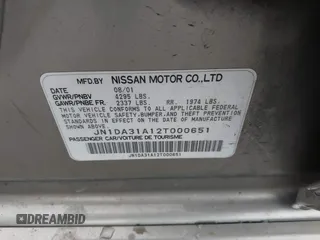 MFD.BY NISSAN MOTOR CO.,LTD
DATE 08/01
GVWR/PNBV 4295 LBS.
GAWR/PNBE FR. 2337 LBS. RR. 1974 LBS.
THIS VEHICLE CONFORMS TO ALL APPLICABLE FEDERAL
MOTOR VEHICLE SAFETY,BUMPER,AND THEFT PREVENTION
STANDARDS IN EFFECT ON THE DATE OF MANUFACTURE
SHOWN ABOVE.
JN1DA31A12T000651
PASSENGER CAR/VOITURE DE TOURISME
JN1DA31A12T000651
© DREAMBID